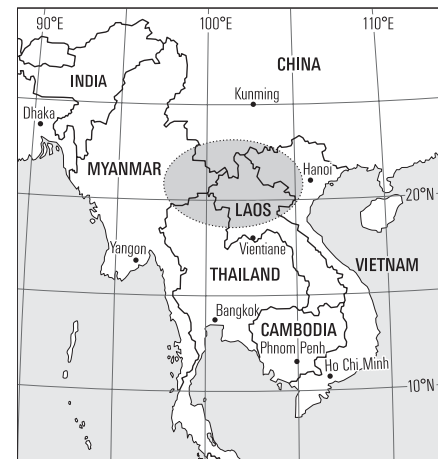 90°E
100°E
110°E
CHINA
INDIA
Kunming
Dhaka
MYANMAR
Hanoi
20°N
LAOS
Yangon
Vientiane
VIETNAM
THAILAND
Bangkok
CAMBODIA
Phnom Penh
Ho Chi Minh
10°N